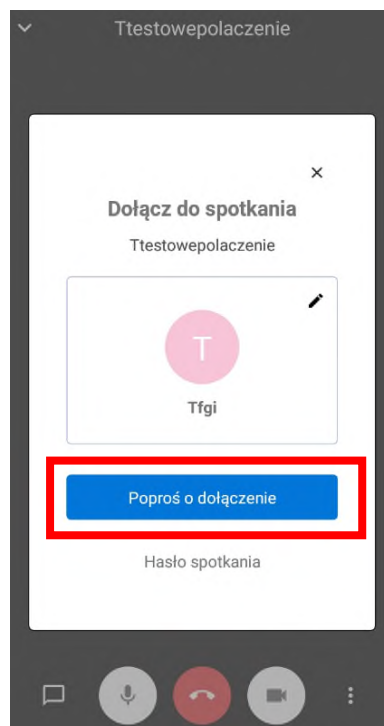 Ttestowepolaczenie
Dołącz do spotkania
Ttestowepolaczenie
T
Tfgi
Poproś o dołączenie
Hasło spotkania